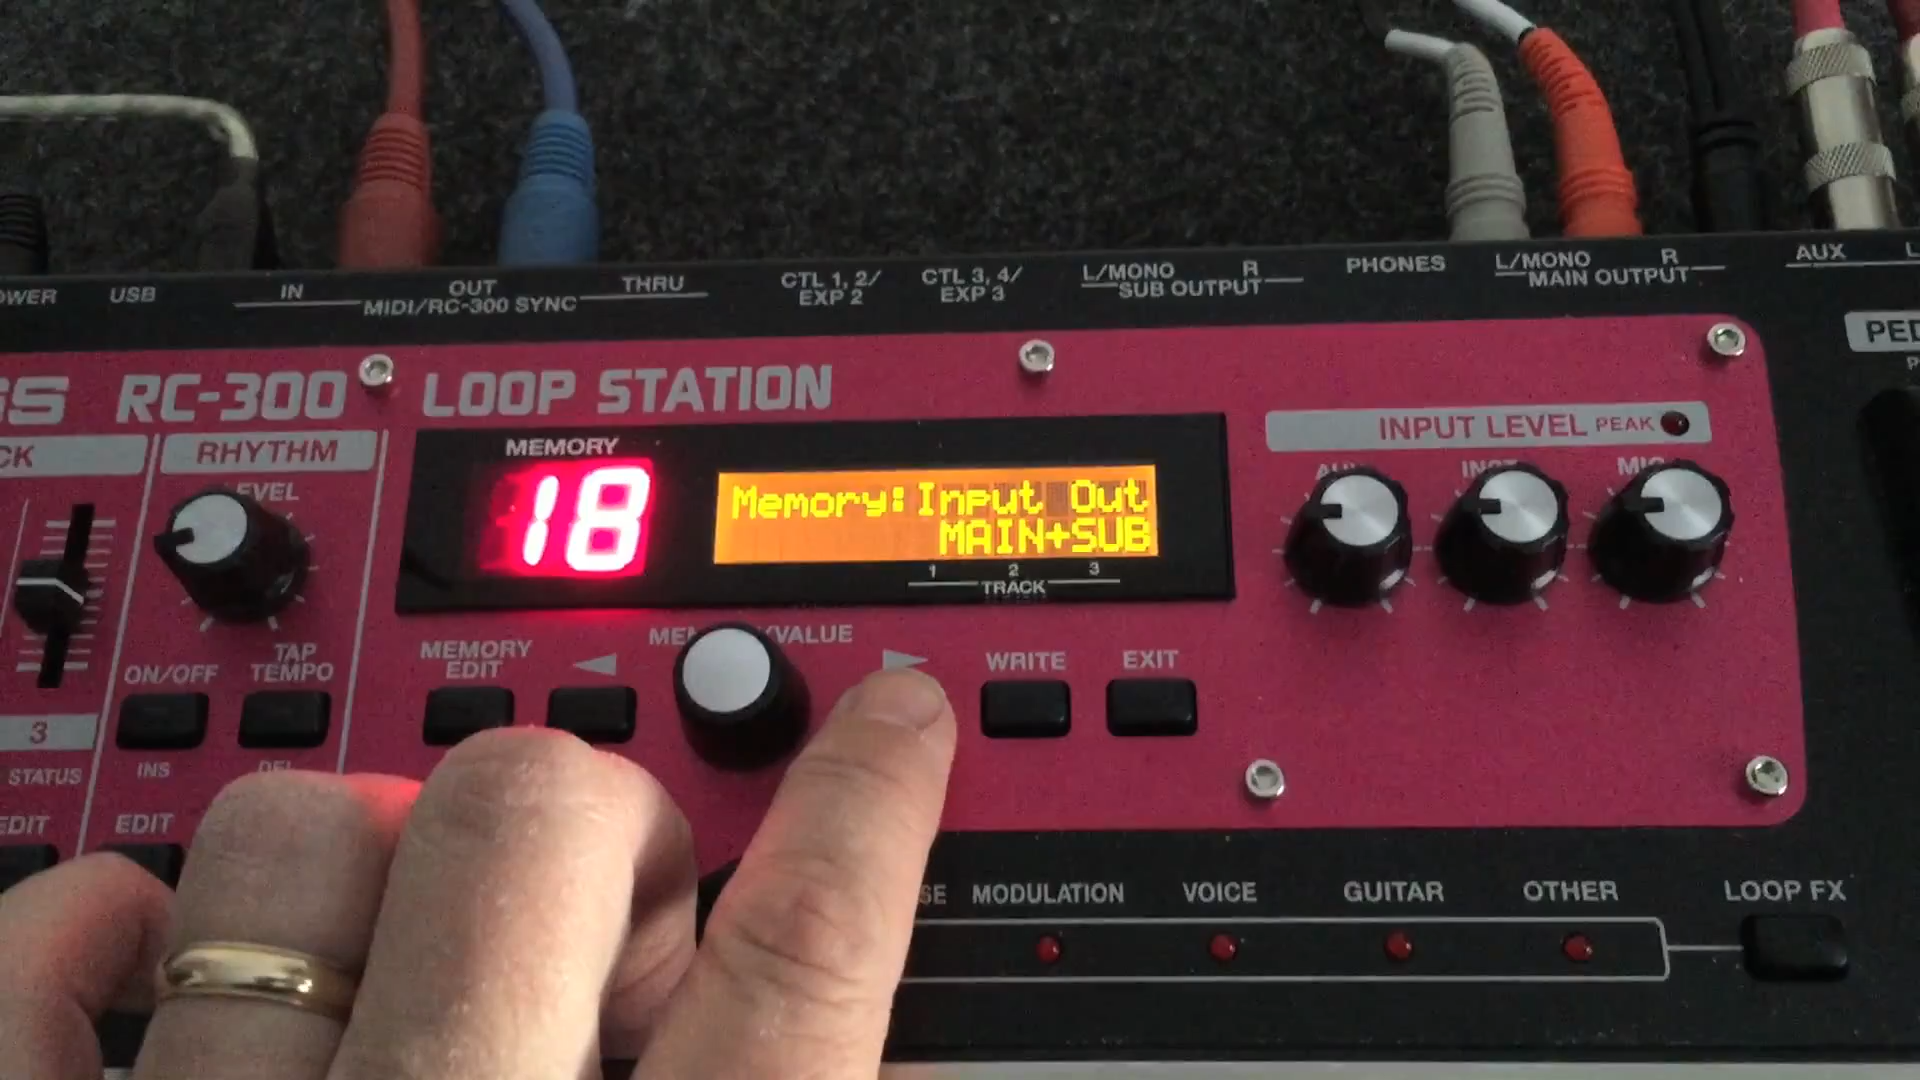 USB
IN
OUT
THRU
MIDI/RC-300 SYNC
CTL 1, 2/
EXP 2
CTL 3, 4/
EXP 3
L/MONO
R
SUB OUTPUT
PHONES
L/MONO
R
MAIN OUTPUT
AUX
RC-300
LOOP STATION
RHYTHM
MEMORY
18
Memory:Input Out
MAIN+SUB
1
2
3
TRACK
INPUT LEVEL
PEAK
ON/OFF
TAP
TEMPO
MEMORY
EDIT
WRITE
EXIT
3
STATUS
INS
EDIT
EDIT
MODULATION
VOICE
GUITAR
OTHER
LOOP FX